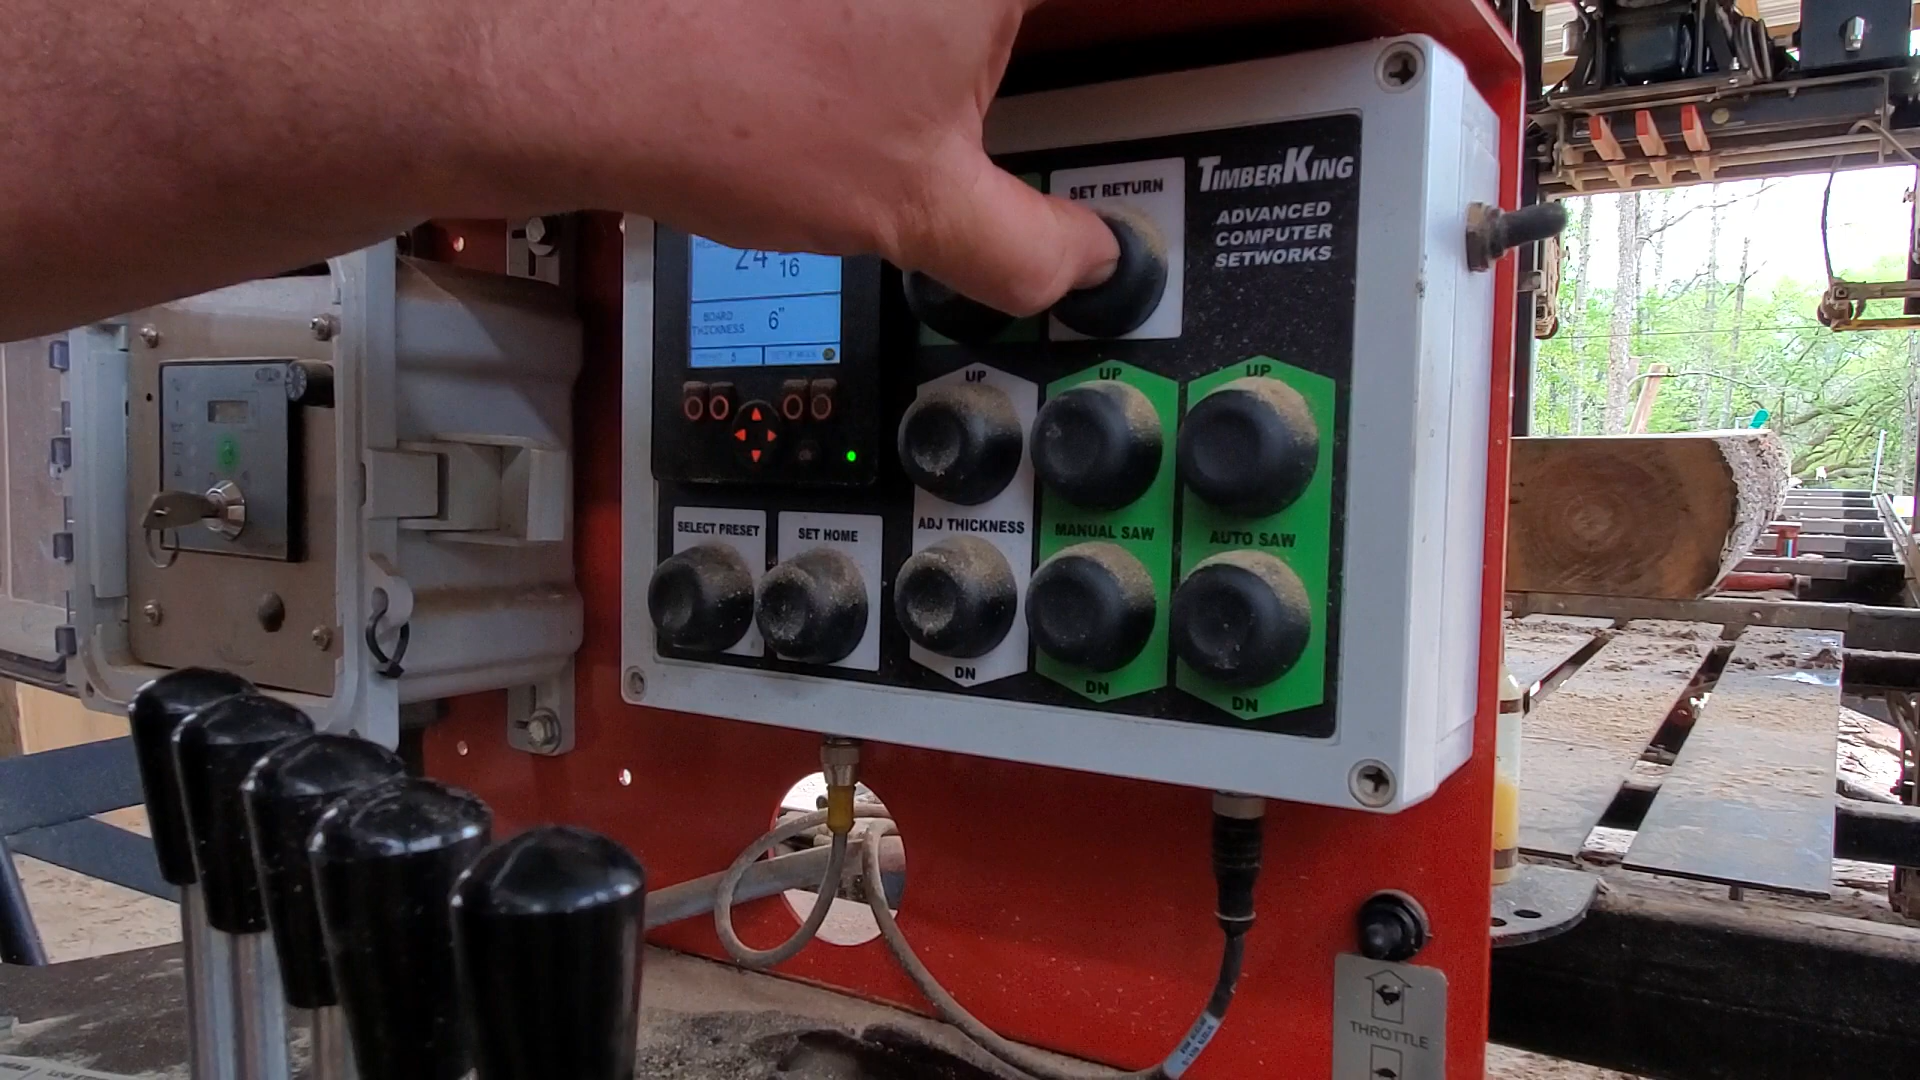 SET RETURN
TIMBERKING
ADVANCED
COMPUTER
SETWORKS
24
16
BOARD
THICKNESS
6"
5
UP
UP
UP
SELECT PRESET
SET HOME
ADJ THICKNESS
MANUAL SAW
AUTO SAW
DN
DN
DN
THROTTLE